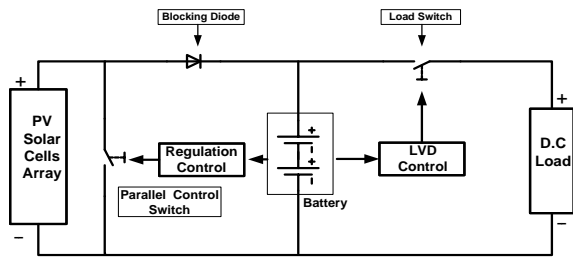 Blocking Diode
Load Switch
+
+
PV
Solar
Cells
Array
Regulation
Control
+
-
+
-
LVD
Control
D.C
Load
Parallel Control
Switch
Battery
−
−